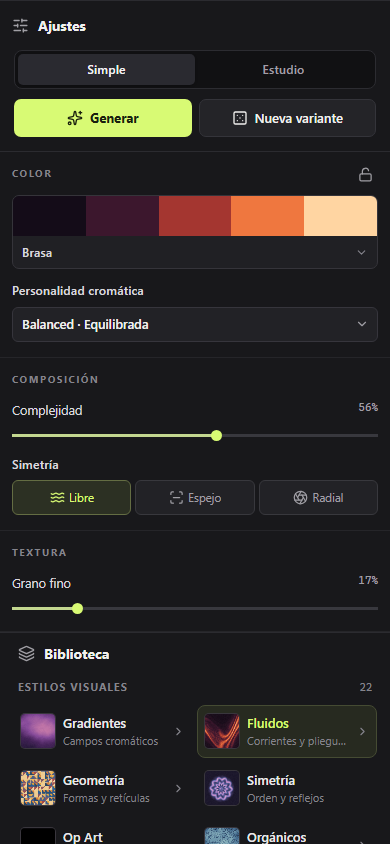 Ajustes
Simple Estudio
Generar Nueva variante
COLOR
Brasa
Personalidad cromática
Balanced · Equilibrada
COMPOSICIÓN
Complejidad 56%
Simetría
Libre Espejo Radial
TEXTURA
Grano fino 17%
Biblioteca
ESTILOS VISUALES 22
Gradientes Fluidos
Campos cromáticos Corrientes y pliegu...
Geometría Simetría
Formas y retículas Orden y reflejos
Op Art Orgánicos